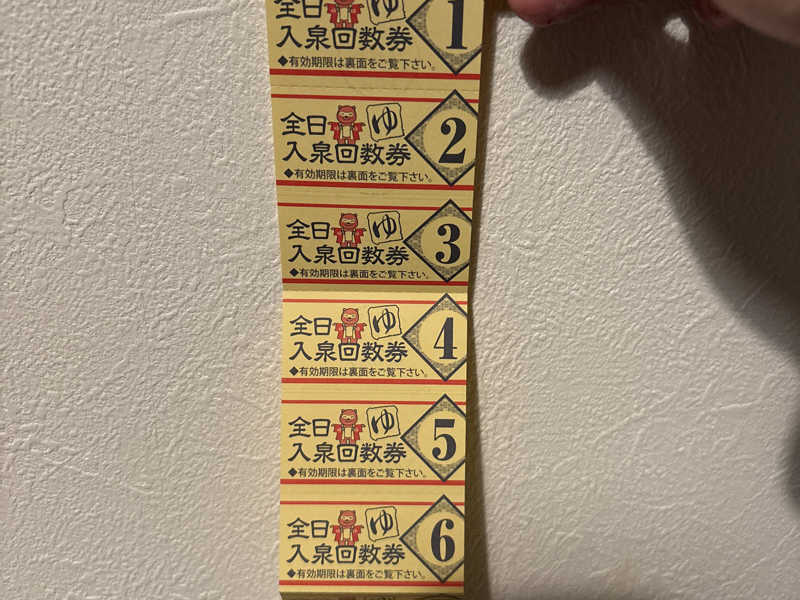 全日 ゆ 1
入泉回数券
◆有効期限は裏面をご覧下さい。
全日 ゆ 2
入泉回数券
◆有効期限は裏面をご覧下さい。
全日 ゆ 3
入泉回数券
◆有効期限は裏面をご覧下さい。
全日 ゆ 4
入泉回数券
◆有効期限は裏面をご覧下さい。
全日 ゆ 5
入泉回数券
◆有効期限は裏面をご覧下さい。
全日 ゆ 6
入泉回数券
◆有効期限は裏面をご覧下さい。